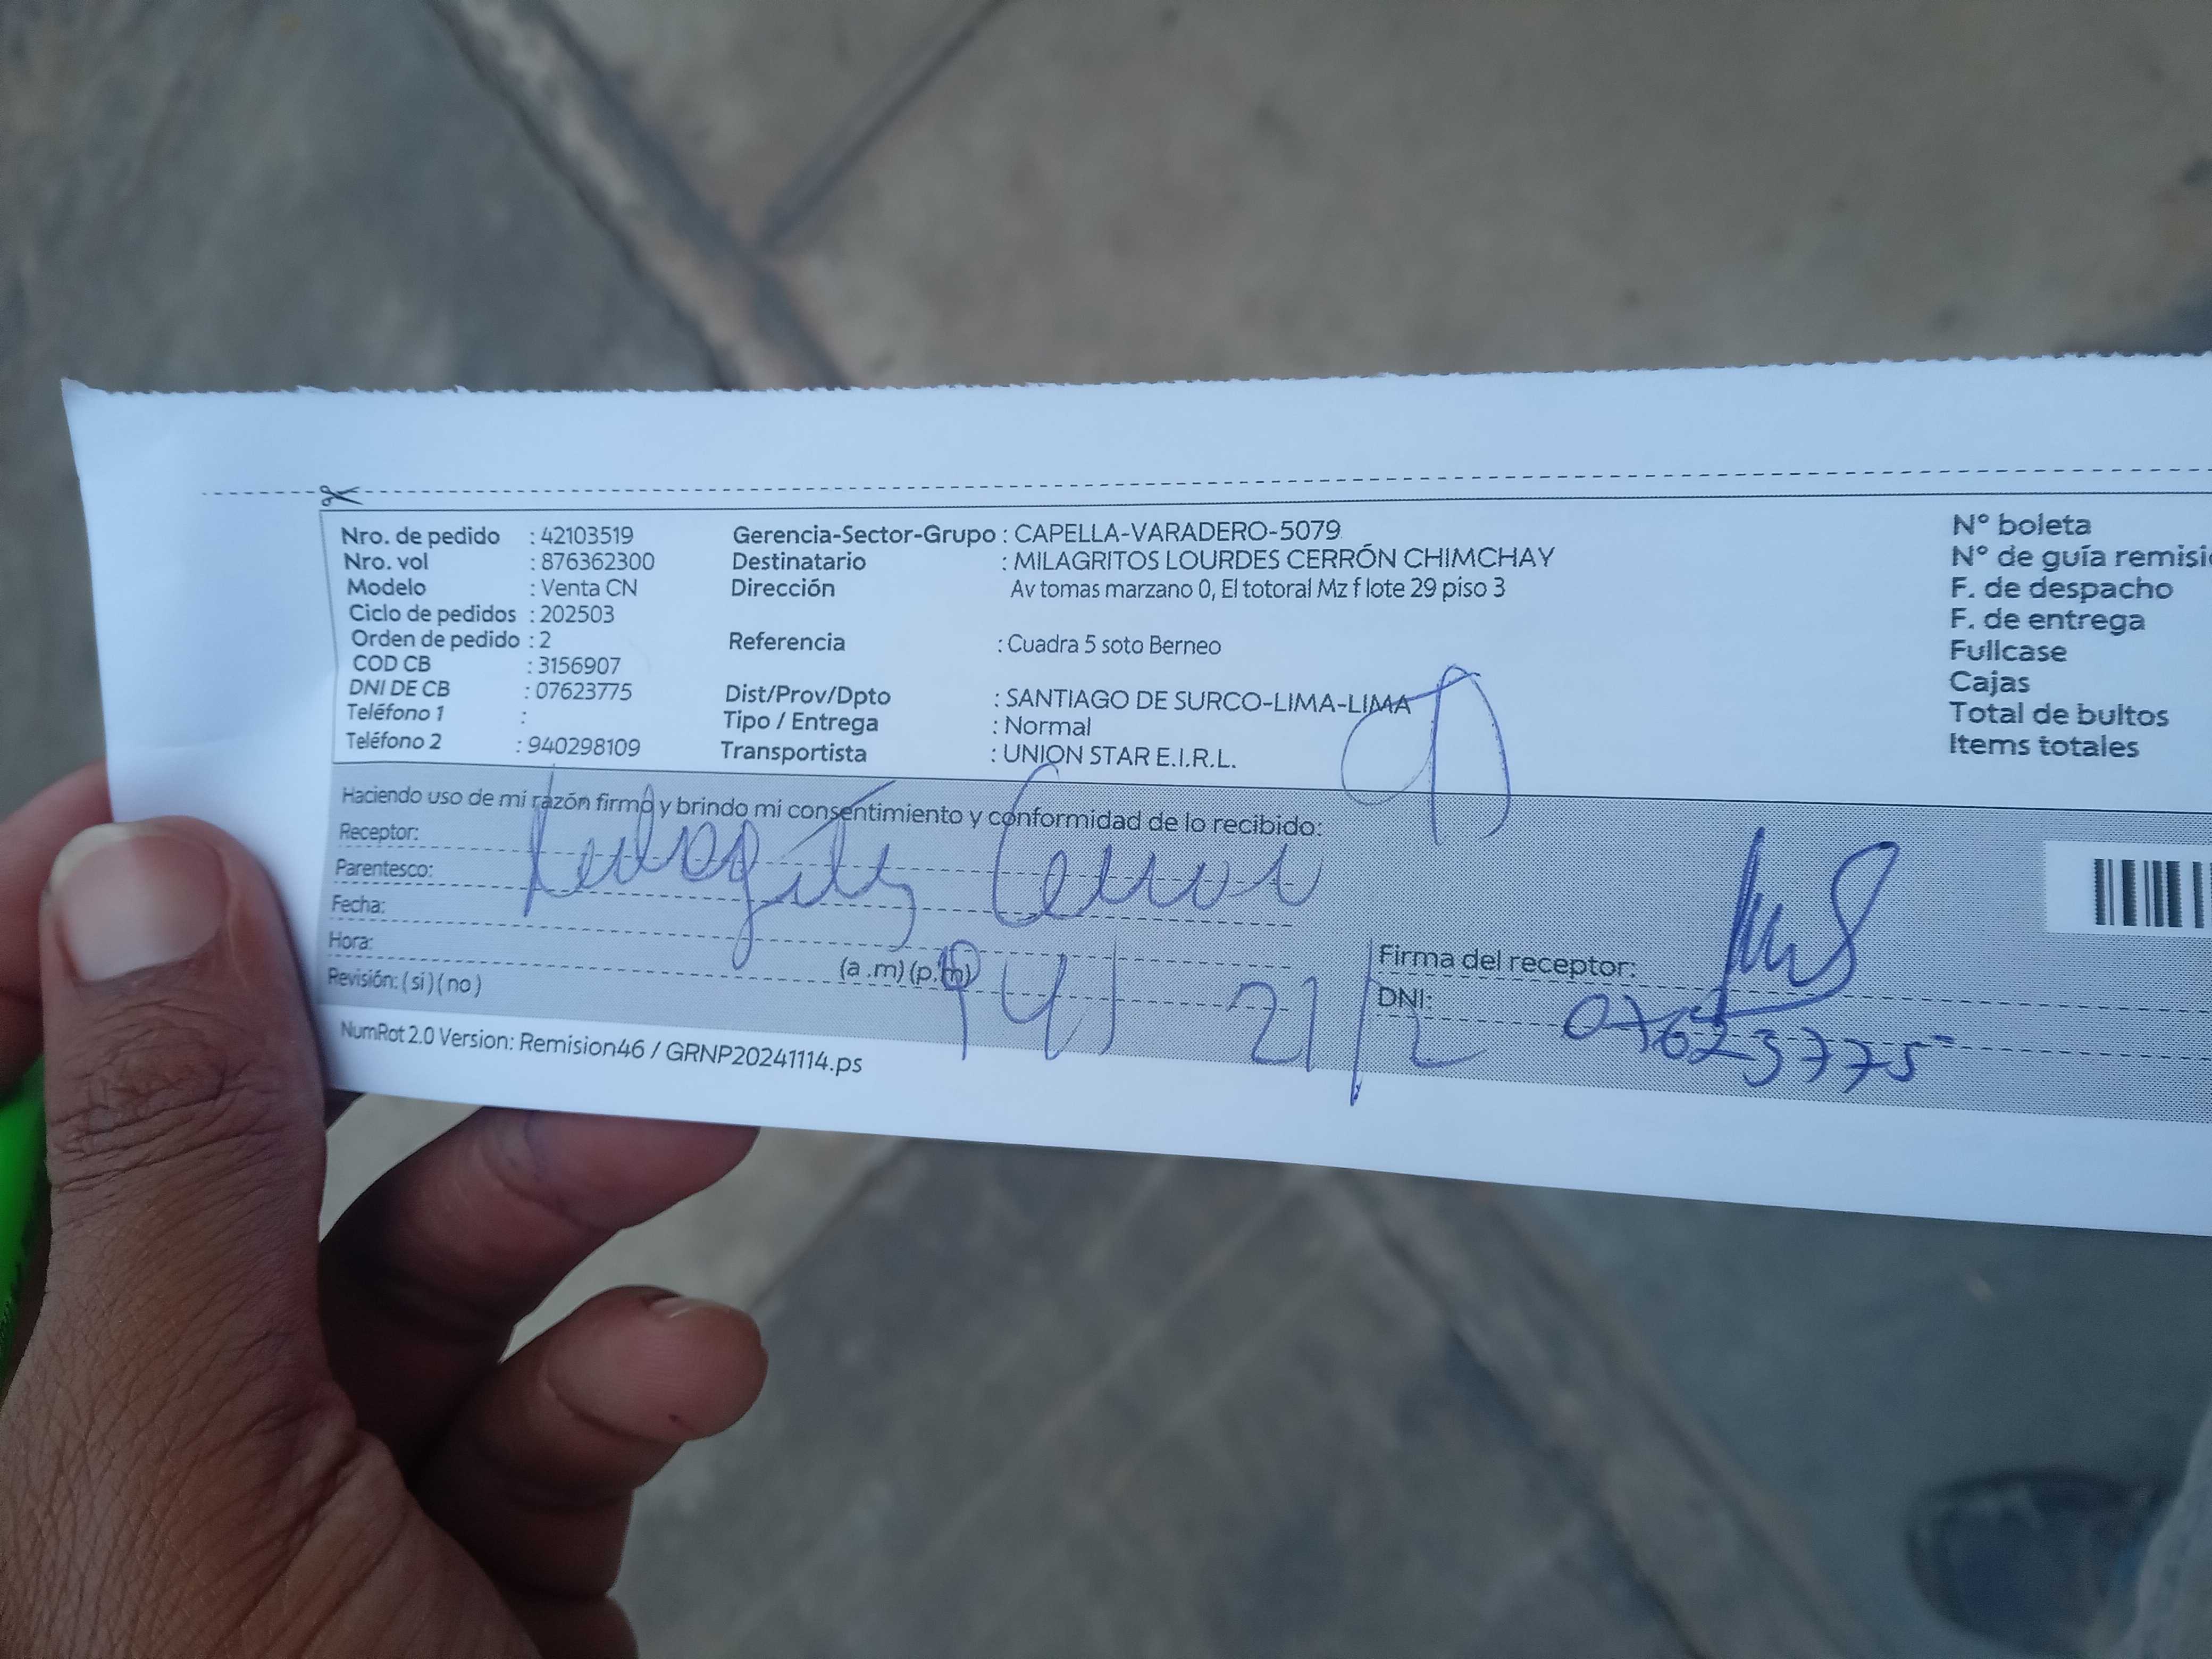 Nro. de pedido : 42103519
Nro. vol : 876362300
Modelo : Venta CN
Ciclo de pedidos : 202503
Orden de pedido : 2
COD CB : 3156907
DNI DE CB : 07623775
Teléfono 1 :
Teléfono 2 : 940298109
Gerencia-Sector-Grupo : CAPELLA-VARADERO-5079
Destinatario : MILAGRITOS LOURDES CERRÓN CHIMCHAY
Dirección Av tomas marzano 0, El totoral Mz f lote 29 piso 3
Referencia : Cuadra 5 soto Berneo
Dist/Prov/Dpto : SANTIAGO DE SURCO-LIMA-LIMA
Tipo / Entrega : Normal
Transportista : UNION STAR E.I.R.L.
N° boleta
N° de guía remisi
F. de despacho
F. de entrega
Fullcase
Cajas
Total de bultos
Items totales
Haciendo uso de mi razón firmo y brindo mi consentimiento y conformidad de lo recibido:
Receptor:
Parentesco:
Fecha:
Hora: (a .m) (p.m)
Revisión: ( si ) ( no )
21/2
Firma del receptor:
DNI: 07623775
NumRot 2.0 Version: Remision46 / GRNP20241114.ps